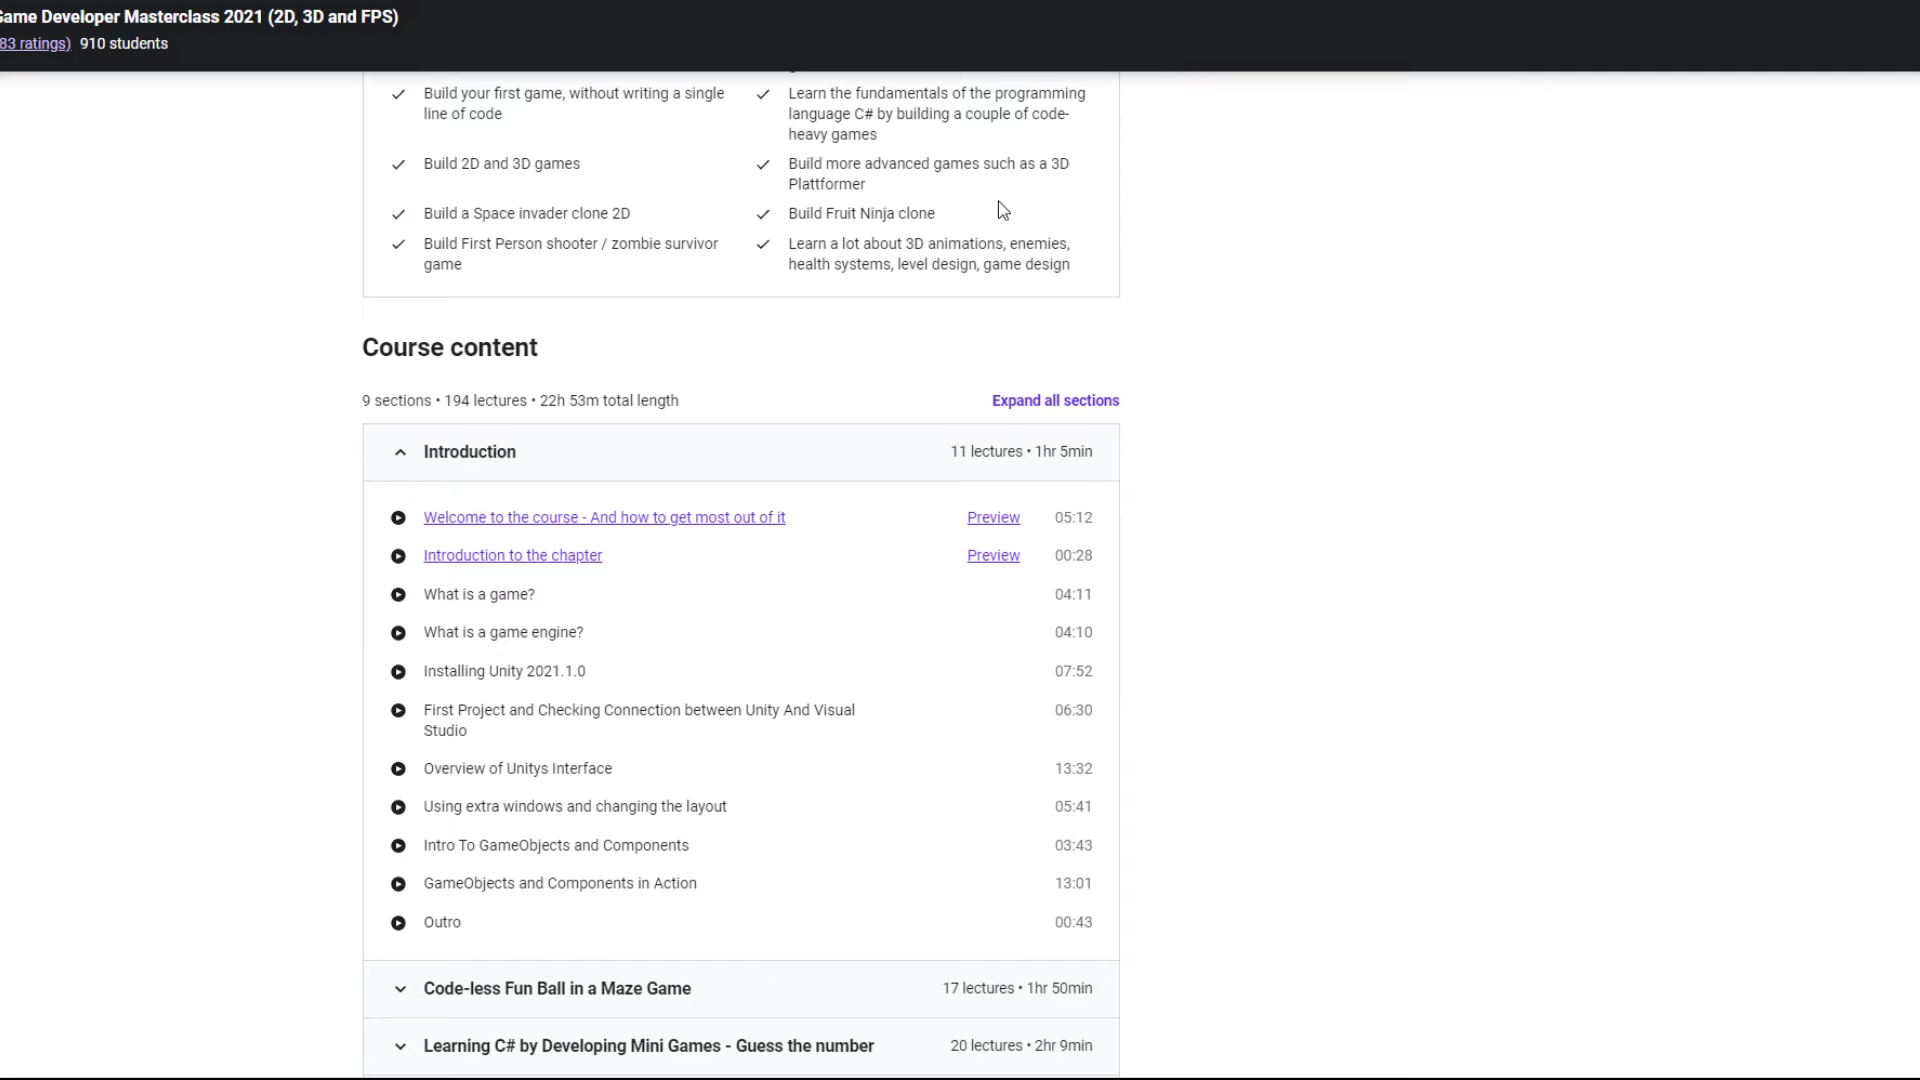 Game Developer Masterclass 2021 (2D, 3D and FPS)
83 ratings) 910 students
Build your first game, without writing a single
line of code
Learn the fundamentals of the programming
language C# by building a couple of code-
heavy games
Build 2D and 3D games
Build more advanced games such as a 3D
Plattformer
Build a Space invader clone 2D
Build Fruit Ninja clone
Build First Person shooter / zombie survivor
game
Learn a lot about 3D animations, enemies,
health systems, level design, game design
Course content
9 sections • 194 lectures • 22h 53m total length
Expand all sections
Introduction 11 lectures • 1hr 5min
Welcome to the course - And how to get most out of it Preview 05:12
Introduction to the chapter Preview 00:28
What is a game? 04:11
What is a game engine? 04:10
Installing Unity 2021.1.0 07:52
First Project and Checking Connection between Unity And Visual 06:30
Studio
Overview of Unitys Interface 13:32
Using extra windows and changing the layout 05:41
Intro To GameObjects and Components 03:43
GameObjects and Components in Action 13:01
Outro 00:43
Code-less Fun Ball in a Maze Game 17 lectures • 1hr 50min
Learning C# by Developing Mini Games - Guess the number 20 lectures • 2hr 9min